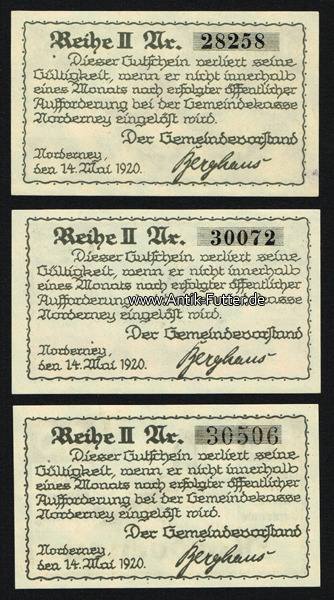 Reihe II Nr. 28258
Dieser Gutschein verliert seine
Gültigkeit, wenn er nicht innerhalb
eines Monats nach erfolgter öffentlicher
Aufforderung bei der Gemeindekasse
Norderney eingelöst wird.
Der Gemeindevorstand
Norderney,
den 14. Mai 1920.
Berghaus
Reihe II Nr. 30072
Dieser Gutschein verliert seine
Gültigkeit, wenn er nicht innerhalb
eines Monats nach erfolgter öffentlicher
Aufforderung bei der Gemeindekasse
www.Antik-Futter.de
Norderney eingelöst wird.
Der Gemeindevorstand
Norderney,
den 14. Mai 1920.
Berghaus
Reihe II Nr. 30506
Dieser Gutschein verliert seine
Gültigkeit, wenn er nicht innerhalb
eines Monats nach erfolgter öffentlicher
Aufforderung bei der Gemeindekasse
Norderney eingelöst wird.
Der Gemeindevorstand
Norderney,
den 14. Mai 1920.
Berghaus